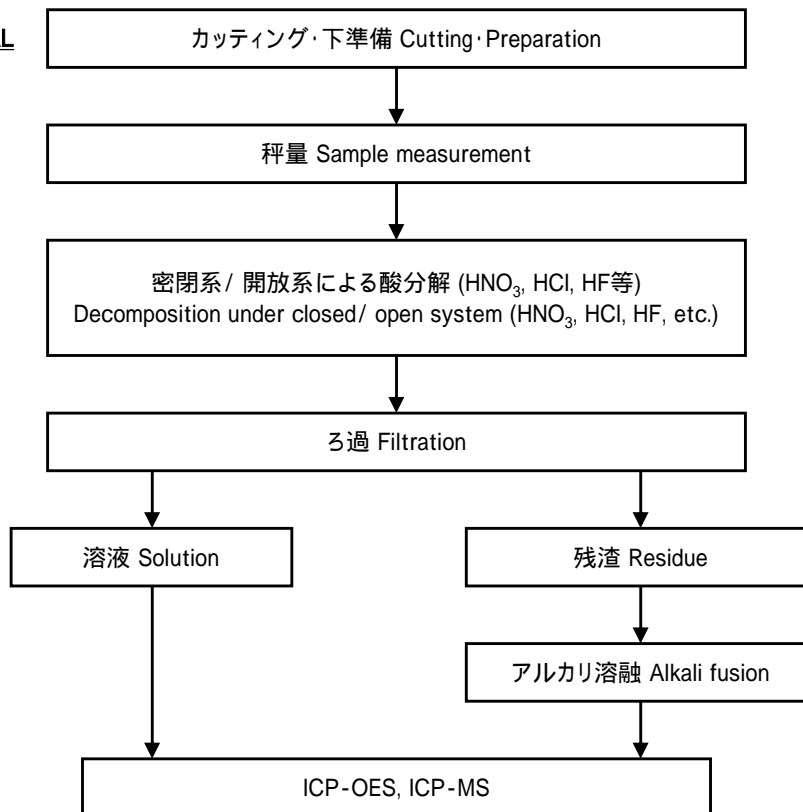 カッティング・下準備 Cutting・Preparation
秤量 Sample measurement
密閉系/ 開放系による酸分解 (HNO₃, HCl, HF等)
Decomposition under closed/ open system (HNO₃, HCl, HF, etc.)
ろ過 Filtration
溶液 Solution
残渣 Residue
アルカリ溶融 Alkali fusion
ICP-OES, ICP-MS